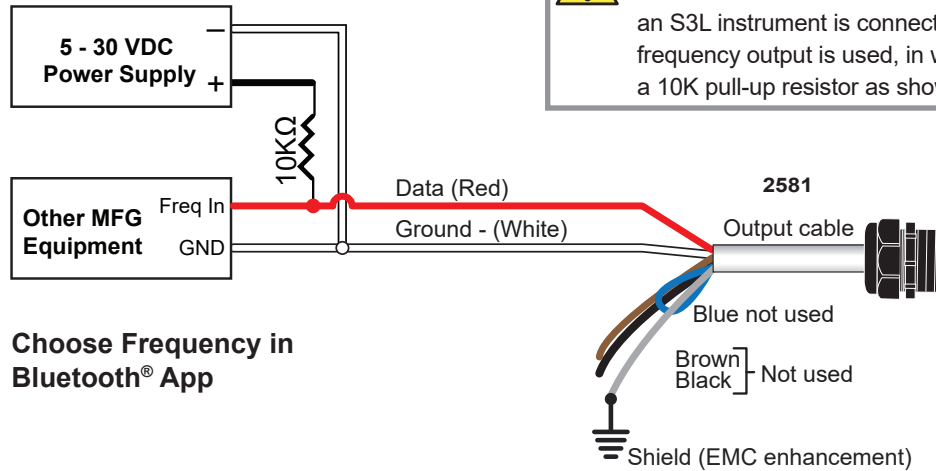 an S3L instrument is connect
frequency output is used, in
a 10K pull-up resistor as
5 - 30 VDC
Power Supply
−
+
10KΩ
Other MFG
Equipment
Freq In
GND
Data (Red)
Ground - (White)
2581
Output cable
Blue not used
Brown
Black
Not used
Shield (EMC enhancement)
Choose Frequency in
Bluetooth® App